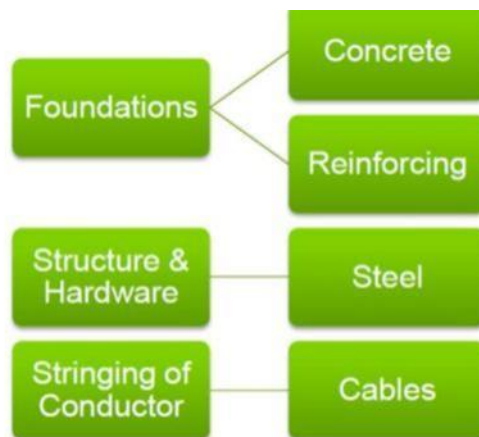 Concrete
Foundations
Reinforcing
Structure &
Hardware
Steel
Stringing of
Conductor
Cables